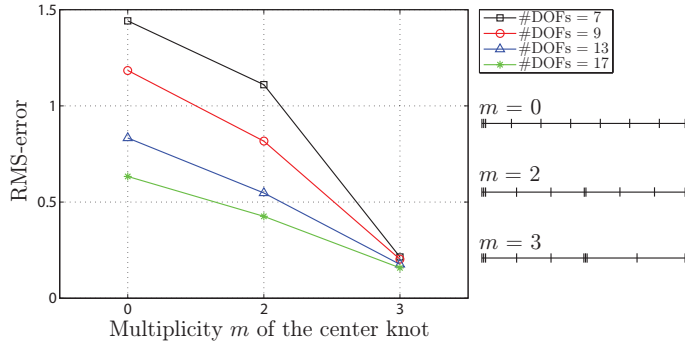 1.5
1
0.5
0
RMS-error
0
2
3
Multiplicity m of the center knot
#DOFs = 7
#DOFs = 9
#DOFs = 13
#DOFs = 17
m = 0
m = 2
m = 3